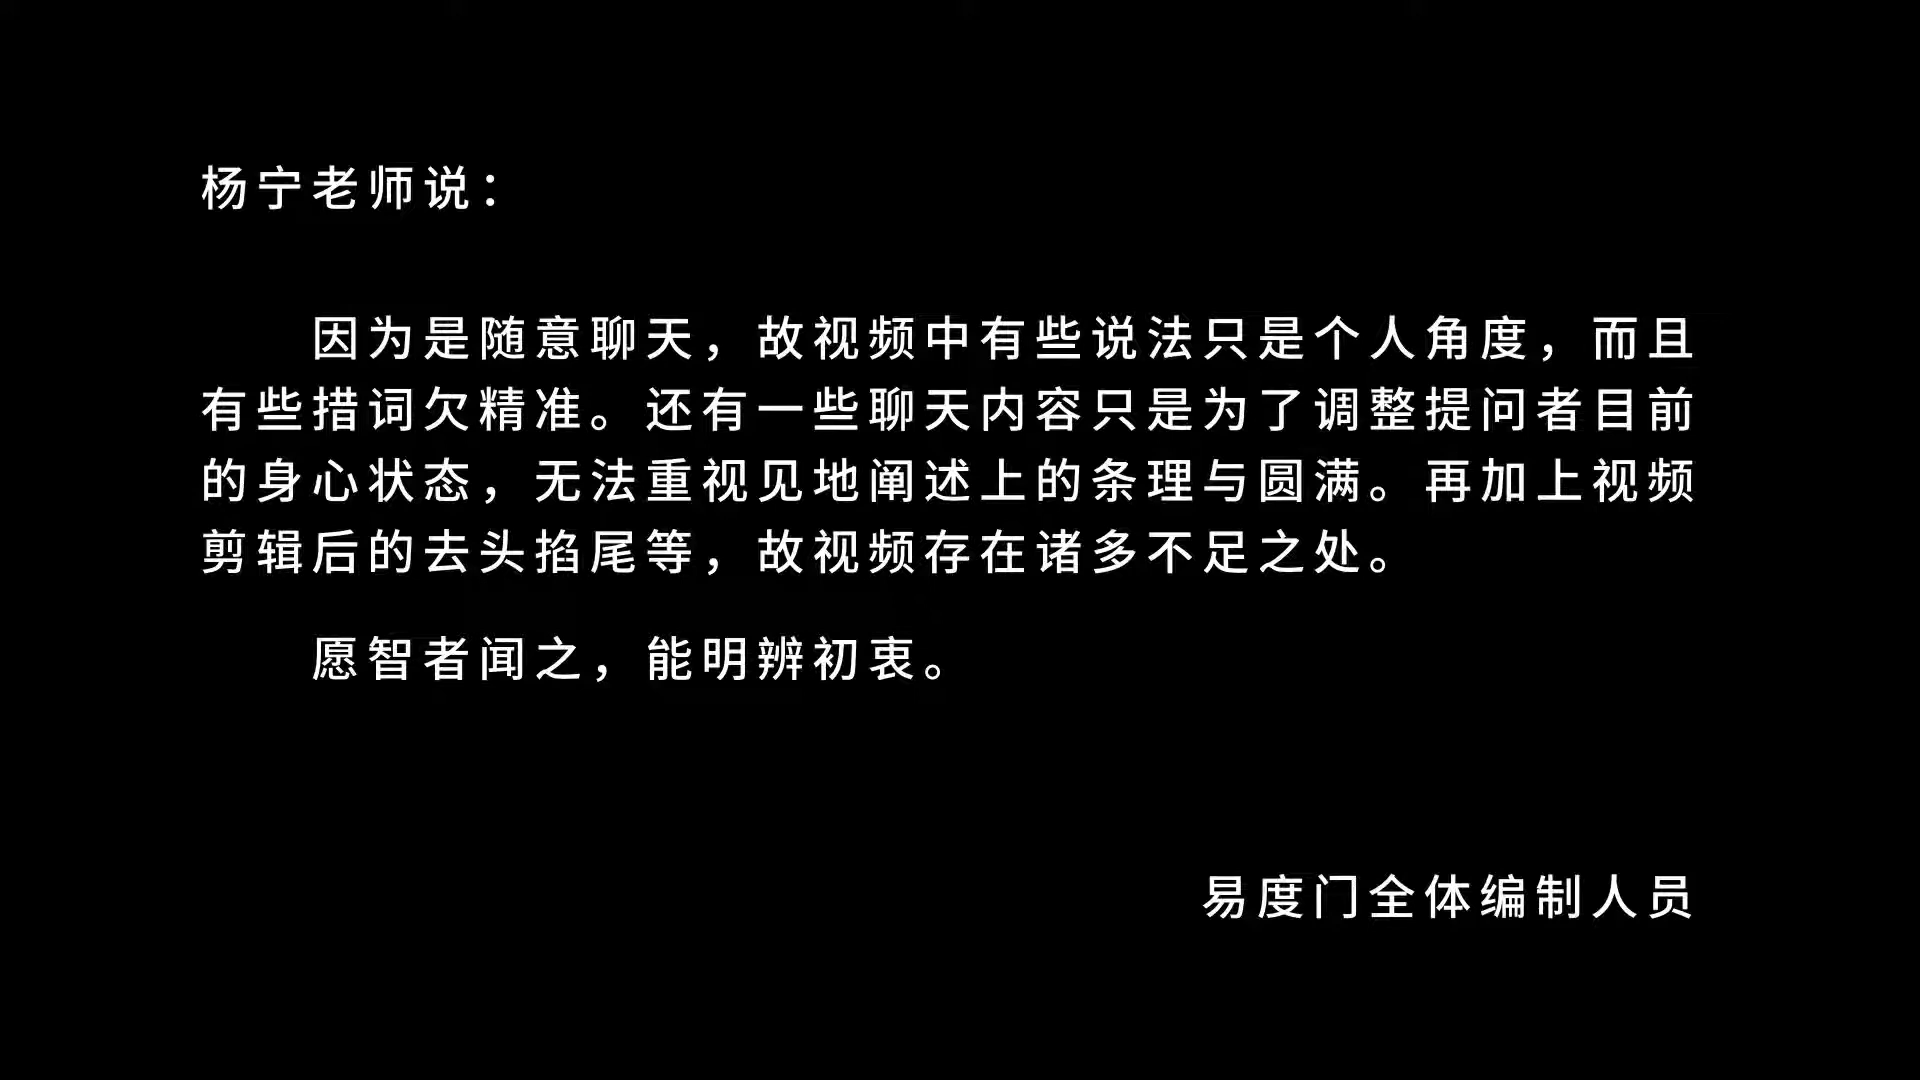 杨宁老师说：
因为是随意聊天，故视频中有些说法只是个人角度，而且
有些措词欠精准。还有一些聊天内容只是为了调整提问者目前
的身心状态，无法重视见地阐述上的条理与圆满。再加上视频
剪辑后的去头掐尾等，故视频存在诸多不足之处。
愿智者闻之，能明辨初衷。
易度门全体编制人员